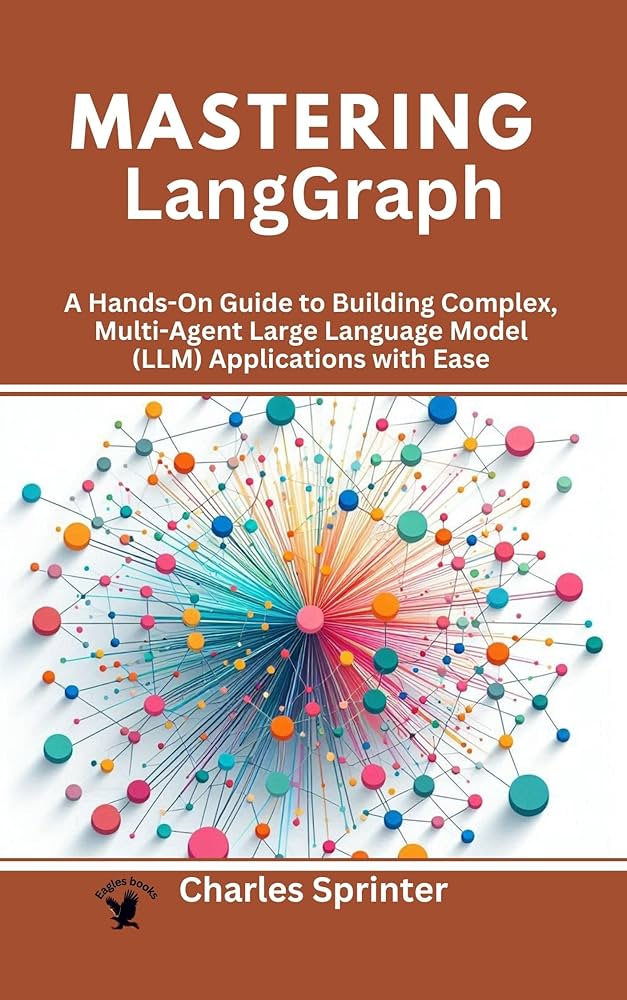 MASTERING
LangGraph
A Hands-On Guide to Building Complex,
Multi-Agent Large Language Model
(LLM) Applications with Ease
Eagles books
Charles Sprinter